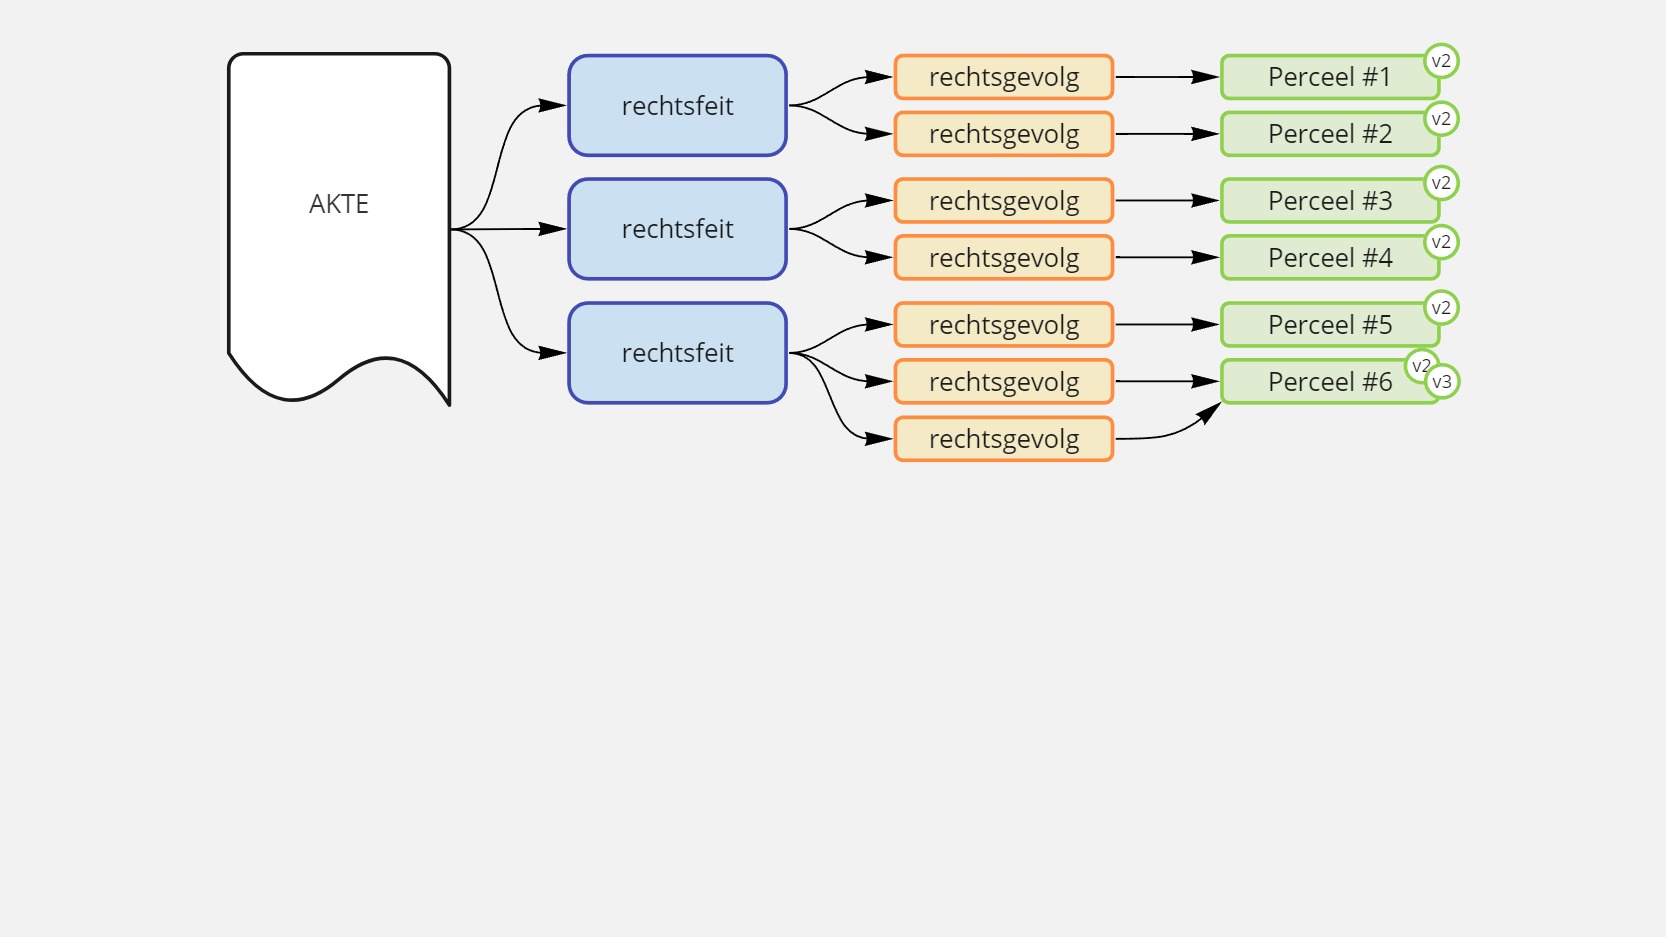 AKTE
rechtsfeit
rechtsgevolg
Perceel #1
v2
rechtsgevolg
Perceel #2
v2
rechtsfeit
rechtsgevolg
Perceel #3
v2
rechtsgevolg
Perceel #4
v2
rechtsfeit
rechtsgevolg
Perceel #5
v2
rechtsgevolg
Perceel #6
v2
v3
rechtsgevolg